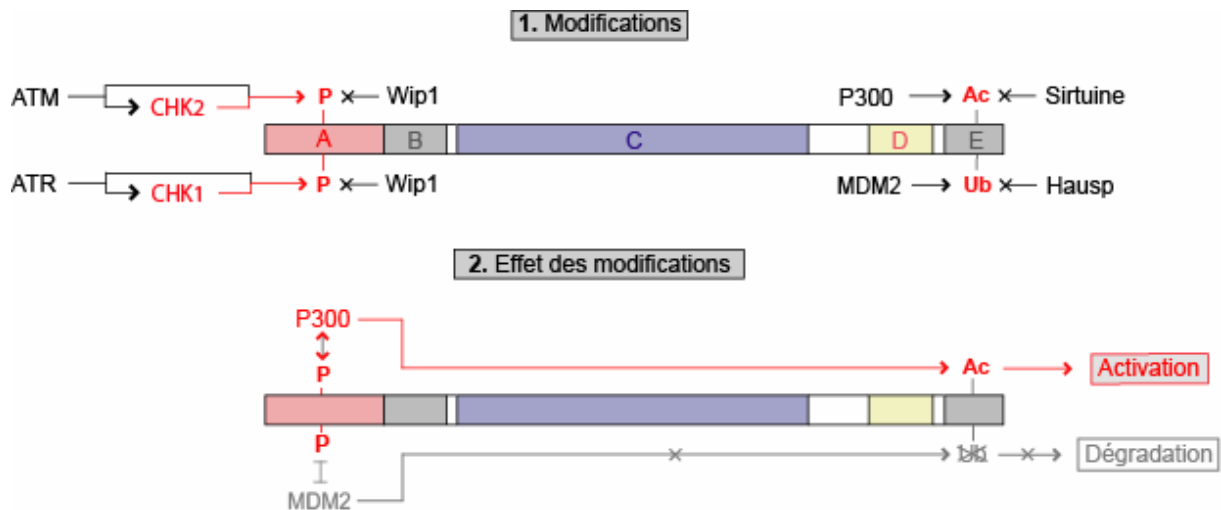 1. Modifications
ATM CHK2 P Wip1 P300 Ac Sirtuine
A B C D E
ATR CHK1 P Wip1 MDM2 Ub Hausp
2. Effet des modifications
P300
P Ac Activation
P Ub Dégradation
MDM2